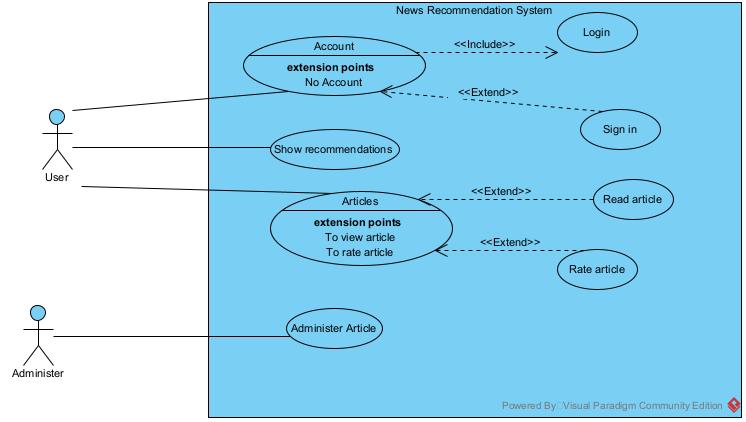 News Recommendation System
Login
Account
<<Include>>
extension points
No Account
<<Extend>>
Sign in
User
Show recommendations
Articles
<<Extend>>
Read article
extension points
To view article
To rate article
<<Extend>>
Rate article
Administer Article
Administer
Powered By Visual Paradigm Community Edition